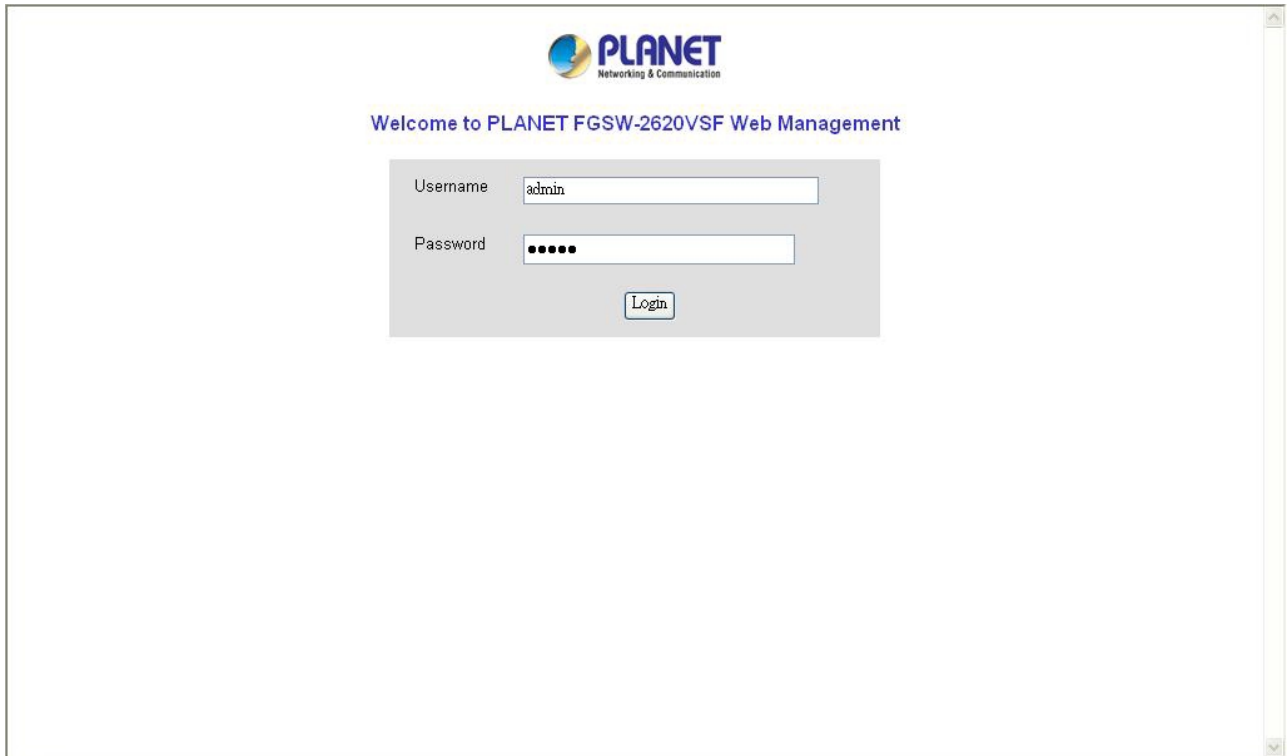 PLANET
Networking & Communication
Welcome to PLANET FGSW-2620VSF Web Management
Username admin
Password •••••
Login